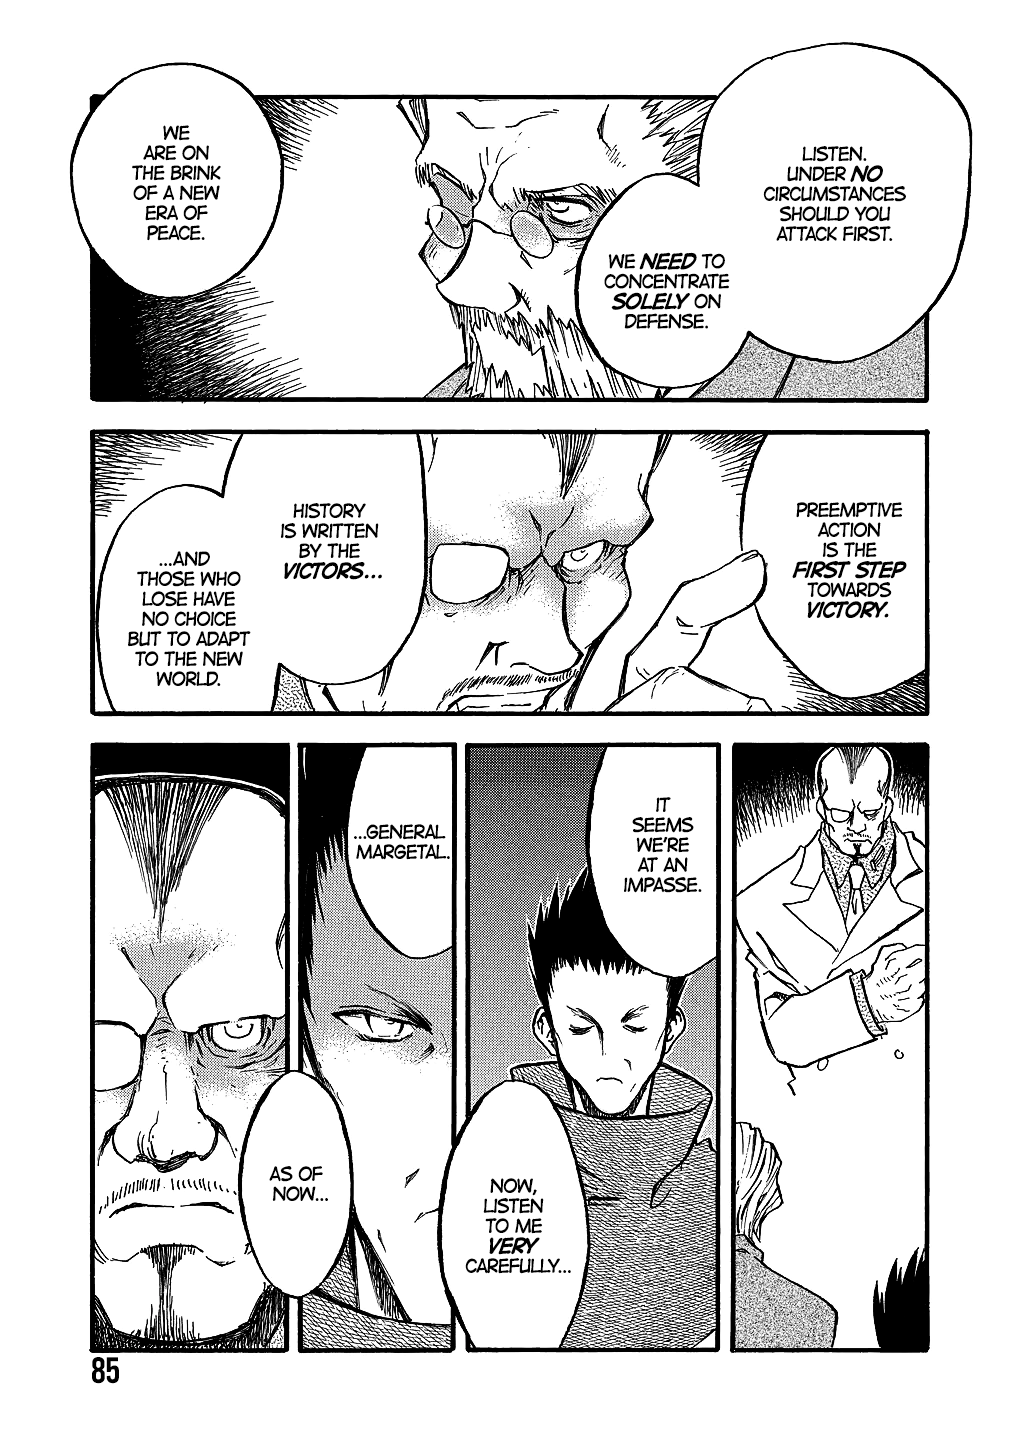 LISTEN.
UNDER NO
CIRCUMSTANCES
SHOULD YOU
ATTACK FIRST.
WE NEED TO
CONCENTRATE
SOLELY ON
DEFENSE.
WE
ARE ON
THE BRINK
OF A NEW
ERA OF
PEACE.
PREEMPTIVE
ACTION
IS THE
FIRST STEP
TOWARDS
VICTORY.
HISTORY
IS WRITTEN
BY THE
VICTORS...
...AND
THOSE WHO
LOSE HAVE
NO CHOICE
BUT TO ADAPT
TO THE NEW
WORLD.
IT
SEEMS
WE'RE
AT AN
IMPASSE.
NOW,
LISTEN
TO ME
VERY
CAREFULLY...
...GENERAL
MARGETAL.
AS OF
NOW...
85